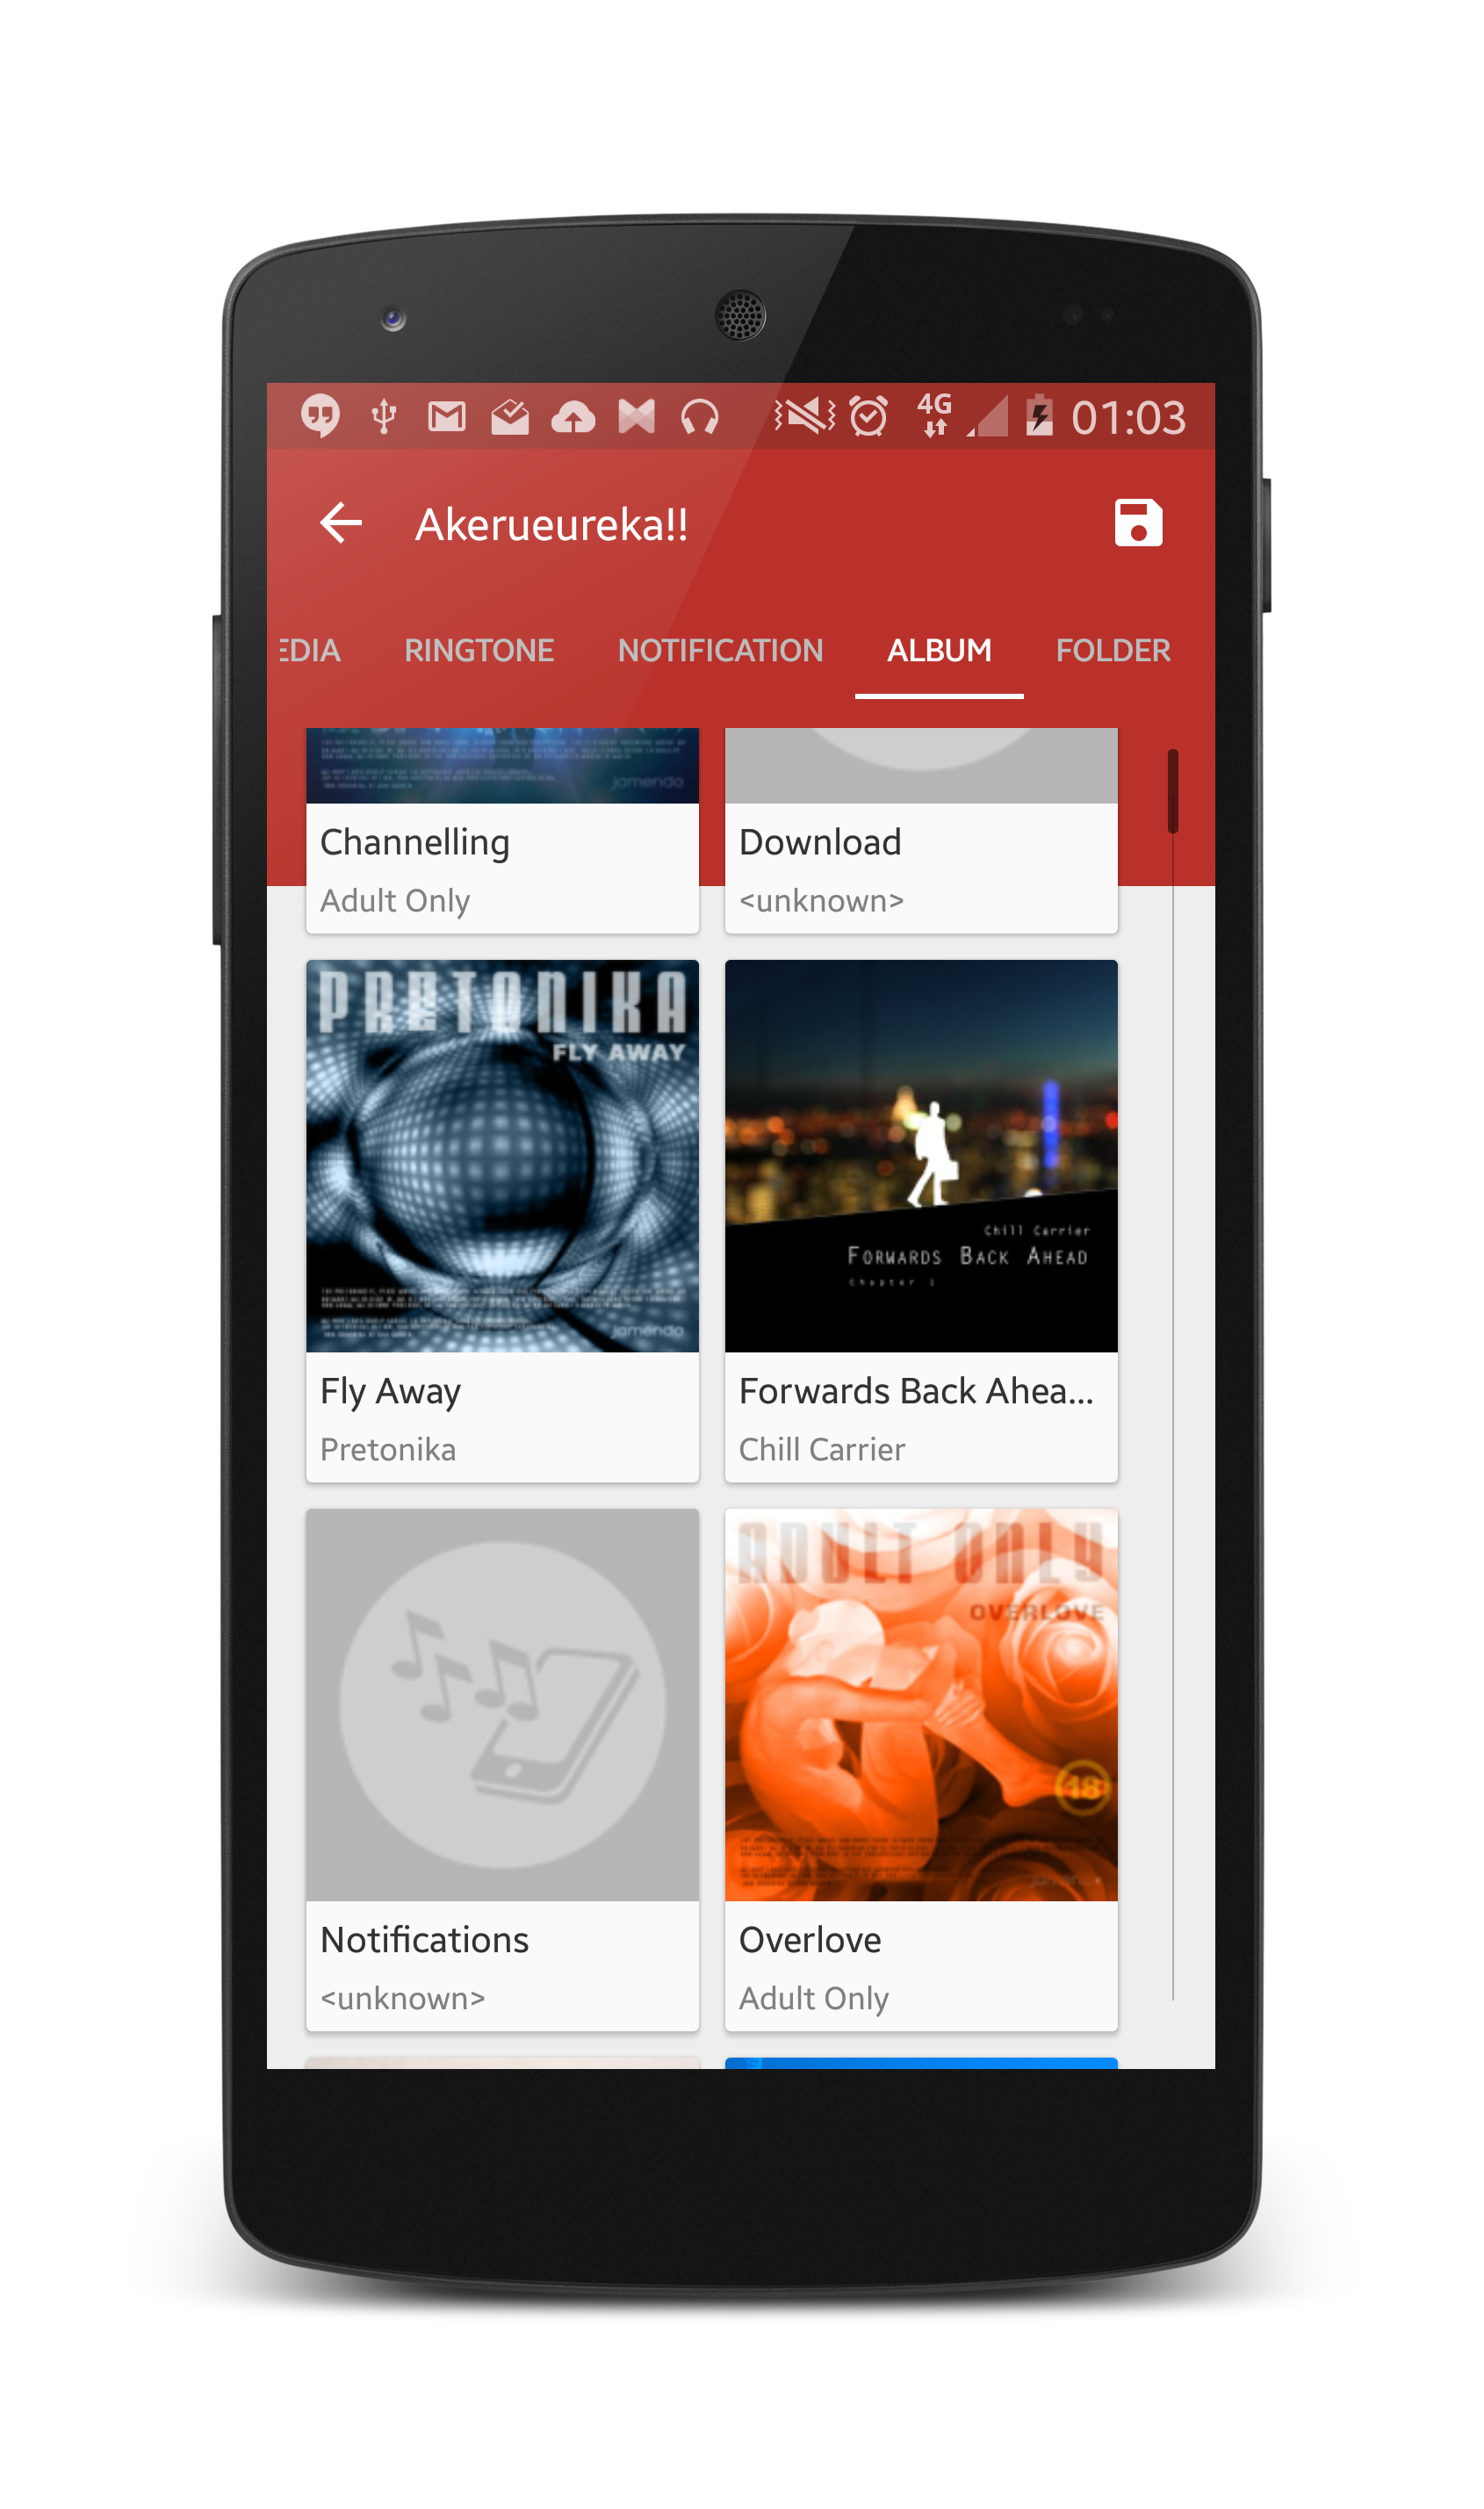 4G
01:03
Akerueureka!!
EDIA RINGTONE NOTIFICATION ALBUM FOLDER
jamendo
Channelling
Adult Only
Download
<unknown>
PRETONIKA
FLY AWAY
jamendo
Fly Away
Pretonika
Chill Carrier
FORWARDS BACK AHEAD
Chapter 1
Forwards Back Ahea...
Chill Carrier
Notifications
<unknown>
ADULT ONLY
OVERLOVE
18
Overlove
Adult Only